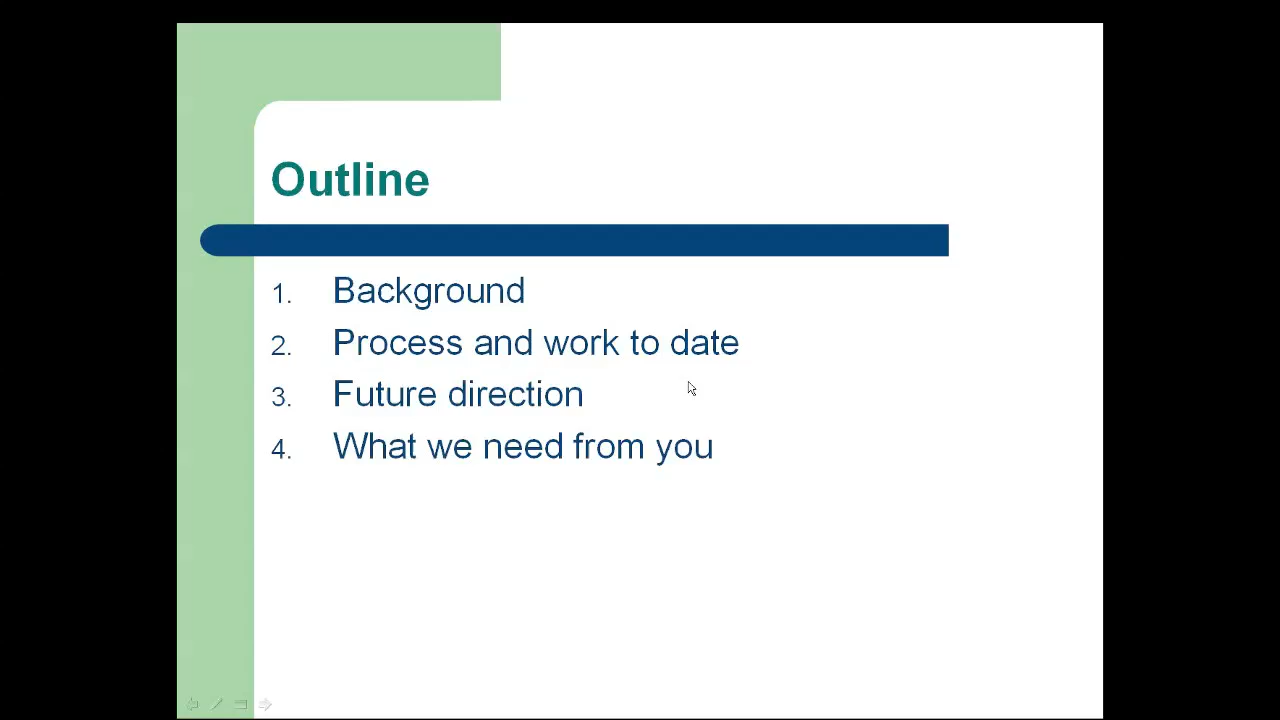 Outline
1. Background
2. Process and work to date
3. Future direction
4. What we need from you